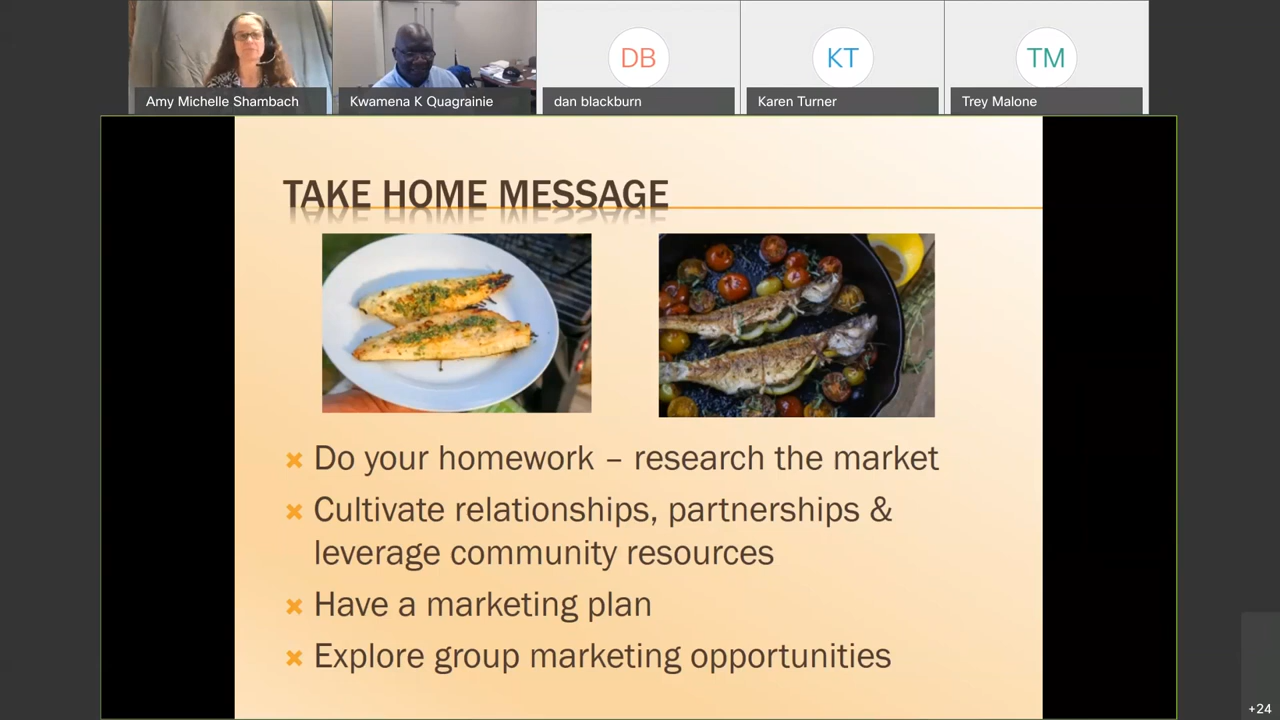 DB
KT
TM
Amy Michelle Shambach
Kwamena K Quagrainie
dan blackburn
Karen Turner
Trey Malone
TAKE HOME MESSAGE
Do your homework – research the market
Cultivate relationships, partnerships &
leverage community resources
Have a marketing plan
Explore group marketing opportunities
+24